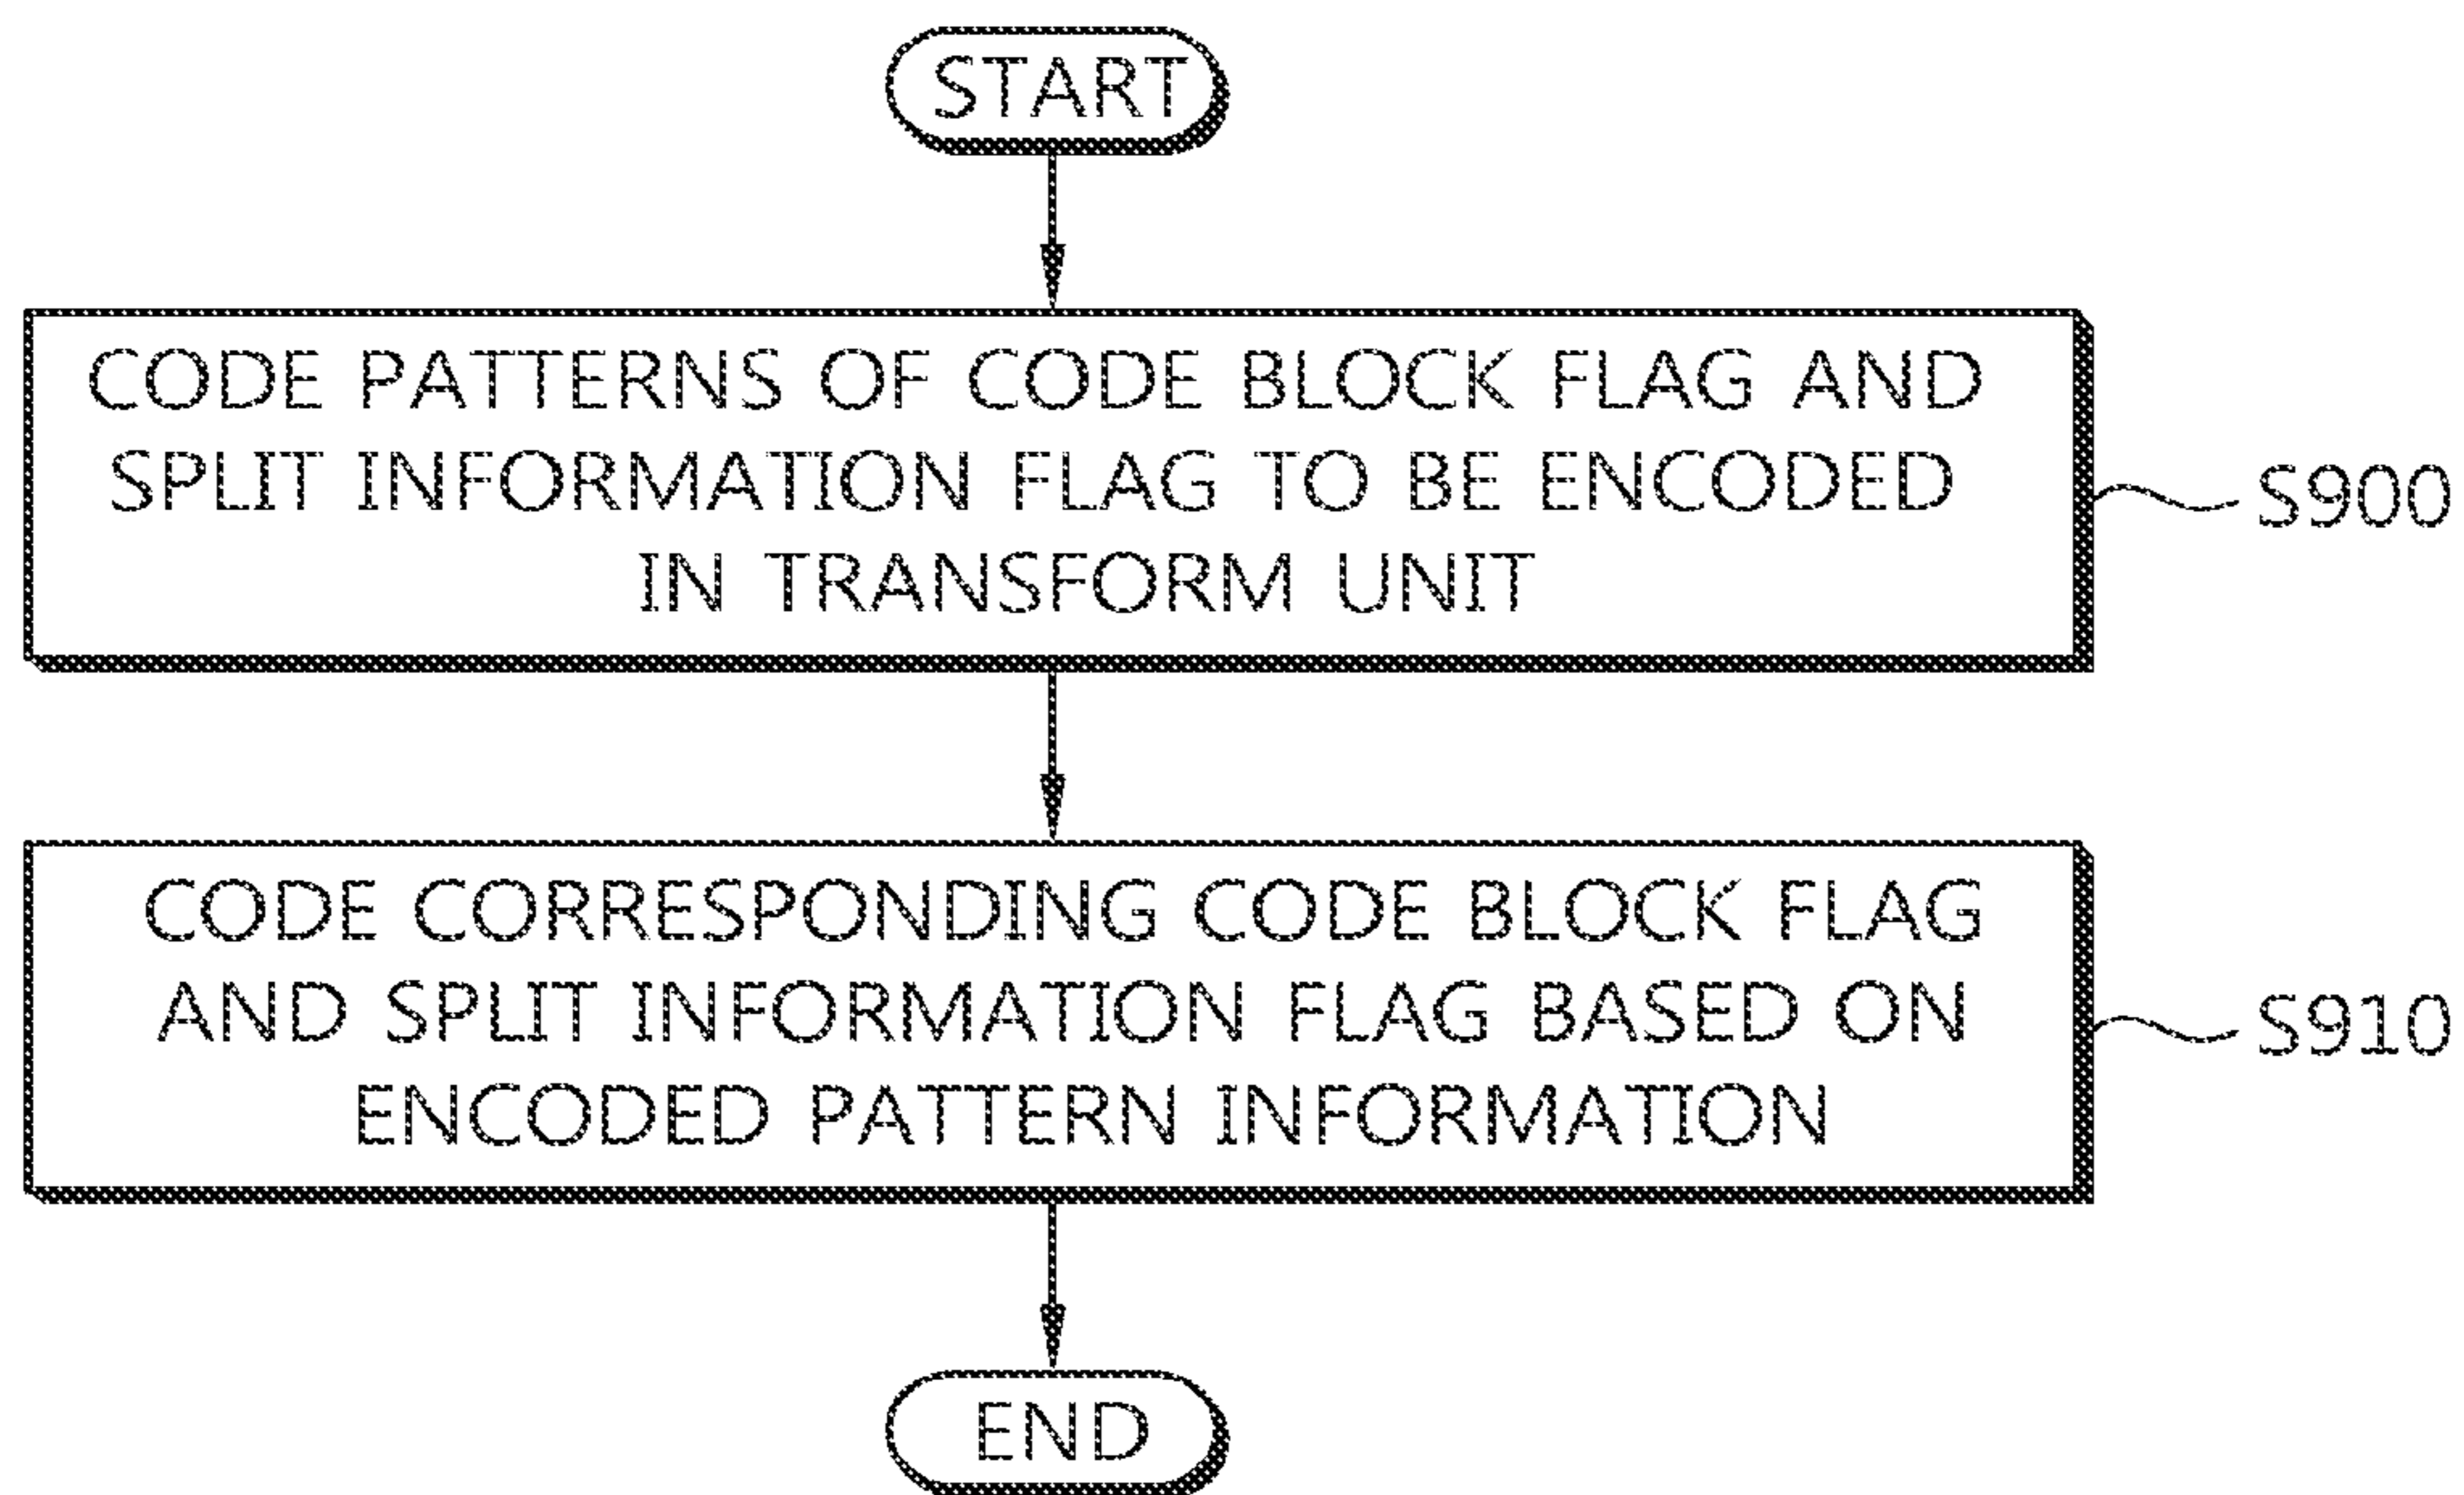 START
CODE PATTERNS OF CODE BLOCK FLAG AND
SPLIT INFORMATION FLAG TO BE ENCODED
IN TRANSFORM UNIT
S900
CODE CORRESPONDING CODE BLOCK FLAG
AND SPLIT INFORMATION FLAG BASED ON
ENCODED PATTERN INFORMATION
S910
END